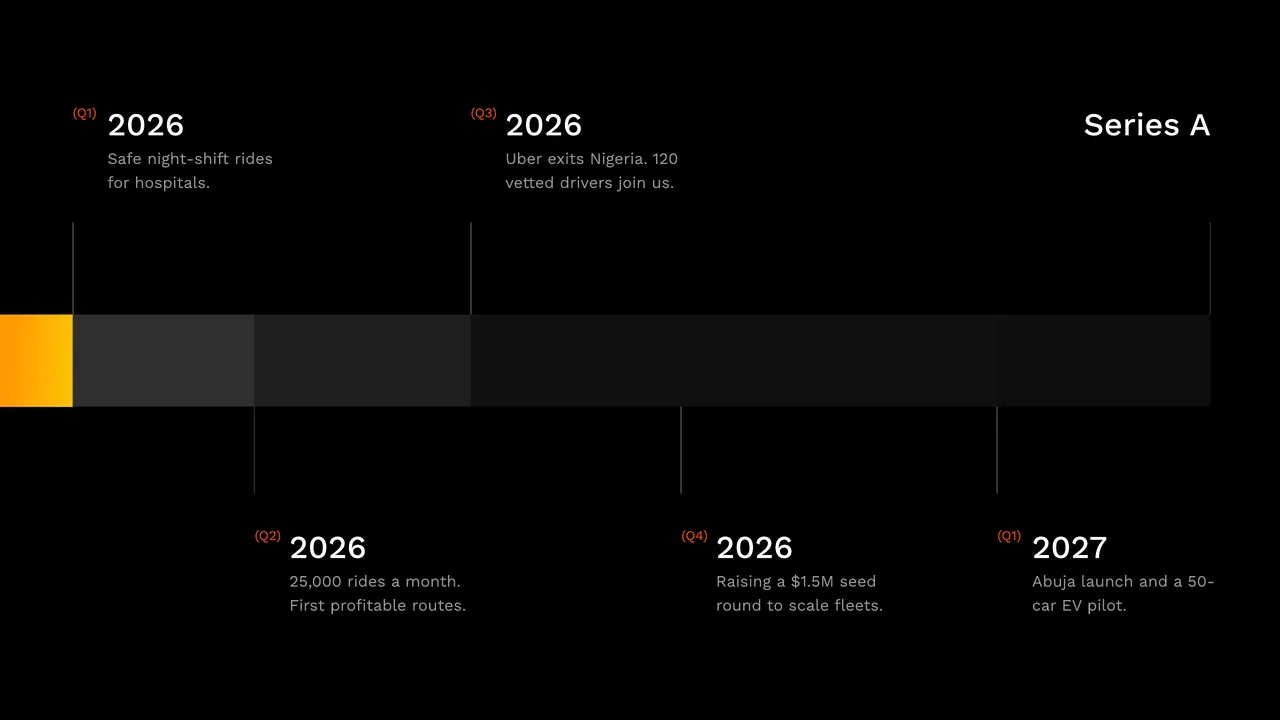 (Q1)
2026
Safe night-shift rides
for hospitals.
(Q3)
2026
Uber exits Nigeria. 120
vetted drivers join us.
Series A
(Q2)
2026
25,000 rides a month.
First profitable routes.
(Q4)
2026
Raising a $1.5M seed
round to scale fleets.
(Q1)
2027
Abuja launch and a 50-
car EV pilot.